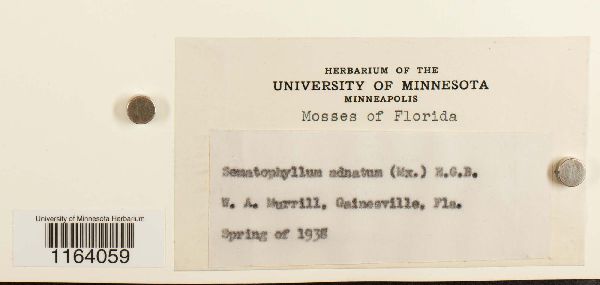 HERBARIUM OF THE
UNIVERSITY OF MINNESOTA
MINNEAPOLIS
Mosses of Florida
Sematophyllum adnatum (Mx.) E.G.B.
W. A. Murrill, Gainesville, Fla.
Spring of 1938
University of Minnesota Herbarium
1164059